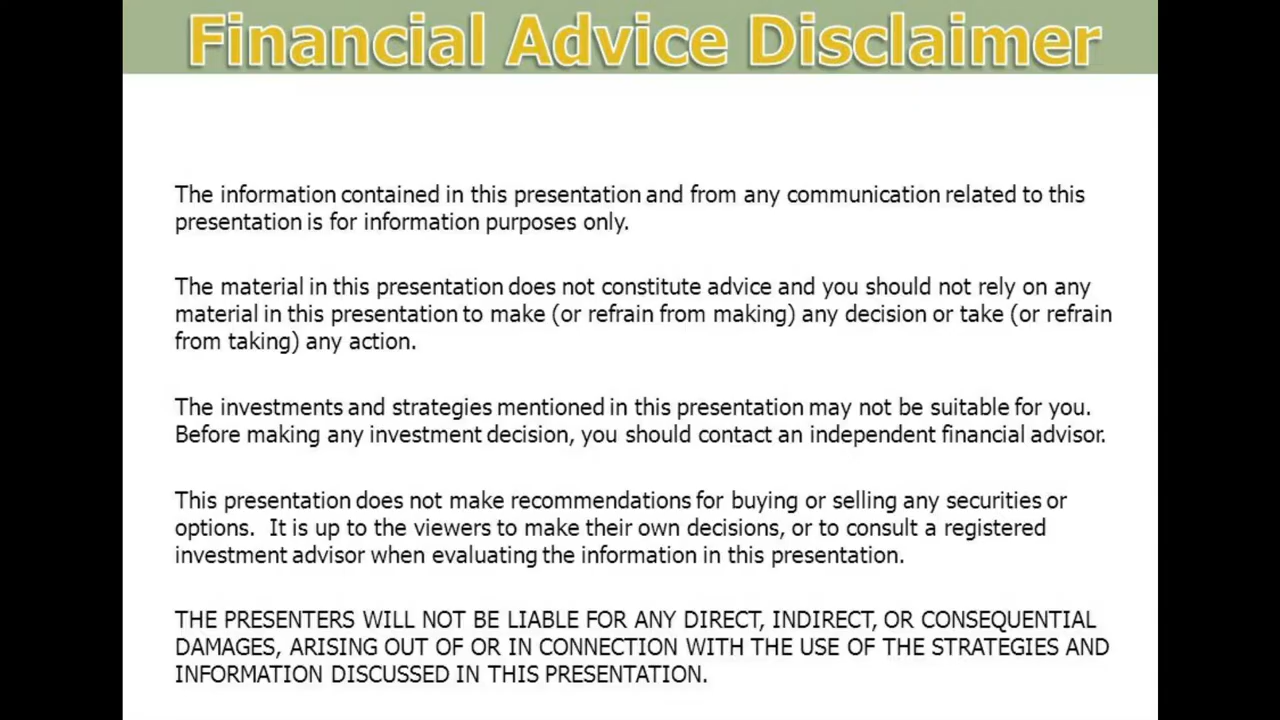 Financial Advice Disclaimer
The information contained in this presentation and from any communication related to this
presentation is for information purposes only.
The material in this presentation does not constitute advice and you should not rely on any
material in this presentation to make (or refrain from making) any decision or take (or refrain
from taking) any action.
The investments and strategies mentioned in this presentation may not be suitable for you.
Before making any investment decision, you should contact an independent financial advisor.
This presentation does not make recommendations for buying or selling any securities or
options.  It is up to the viewers to make their own decisions, or to consult a registered
investment advisor when evaluating the information in this presentation.
THE PRESENTERS WILL NOT BE LIABLE FOR ANY DIRECT, INDIRECT, OR CONSEQUENTIAL
DAMAGES, ARISING OUT OF OR IN CONNECTION WITH THE USE OF THE STRATEGIES AND
INFORMATION DISCUSSED IN THIS PRESENTATION.